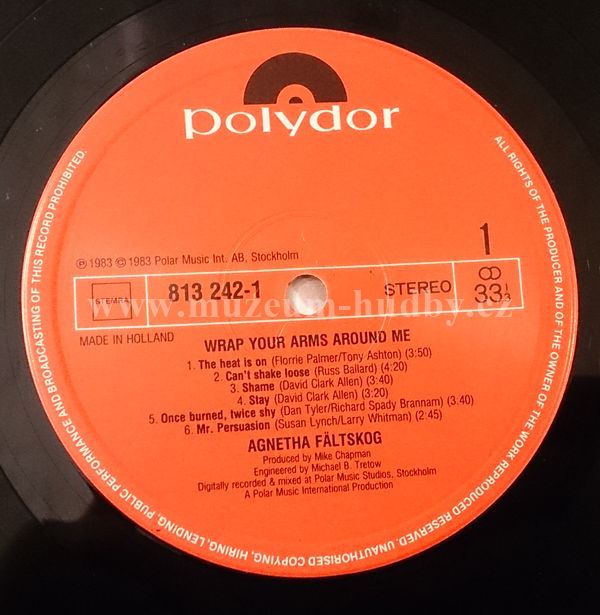 polydor
℗ 1983 © 1983 Polar Music Int. AB, Stockholm
1
STEMRA
813 242-1
STEREO
33 1/3
www.muzeum-hudby.cz
MADE IN HOLLAND
WRAP YOUR ARMS AROUND ME
1. The heat is on (Florrie Palmer/Tony Ashton) (3:50)
2. Can't shake loose (Russ Ballard) (4:20)
3. Shame (David Clark Allen) (3:40)
4. Stay (David Clark Allen) (3:20)
5. Once burned, twice shy (Dan Tyler/Richard Spady Brannam) (3:40)
6. Mr. Persuasion (Susan Lynch/Larry Whitman) (2:45)
AGNETHA FÄLTSKOG
Produced by Mike Chapman
Engineered by Michael B. Tretow
Digitally recorded & mixed at Polar Music Studios, Stockholm
A Polar Music International Production
ALL RIGHTS OF THE PRODUCER AND OF THE OWNER OF THE WORK REPRODUCED RESERVED. UNAUTHORISED COPYING, HIRING, LENDING, PUBLIC PERFORMANCE AND BROADCASTING OF THIS RECORD PROHIBITED.